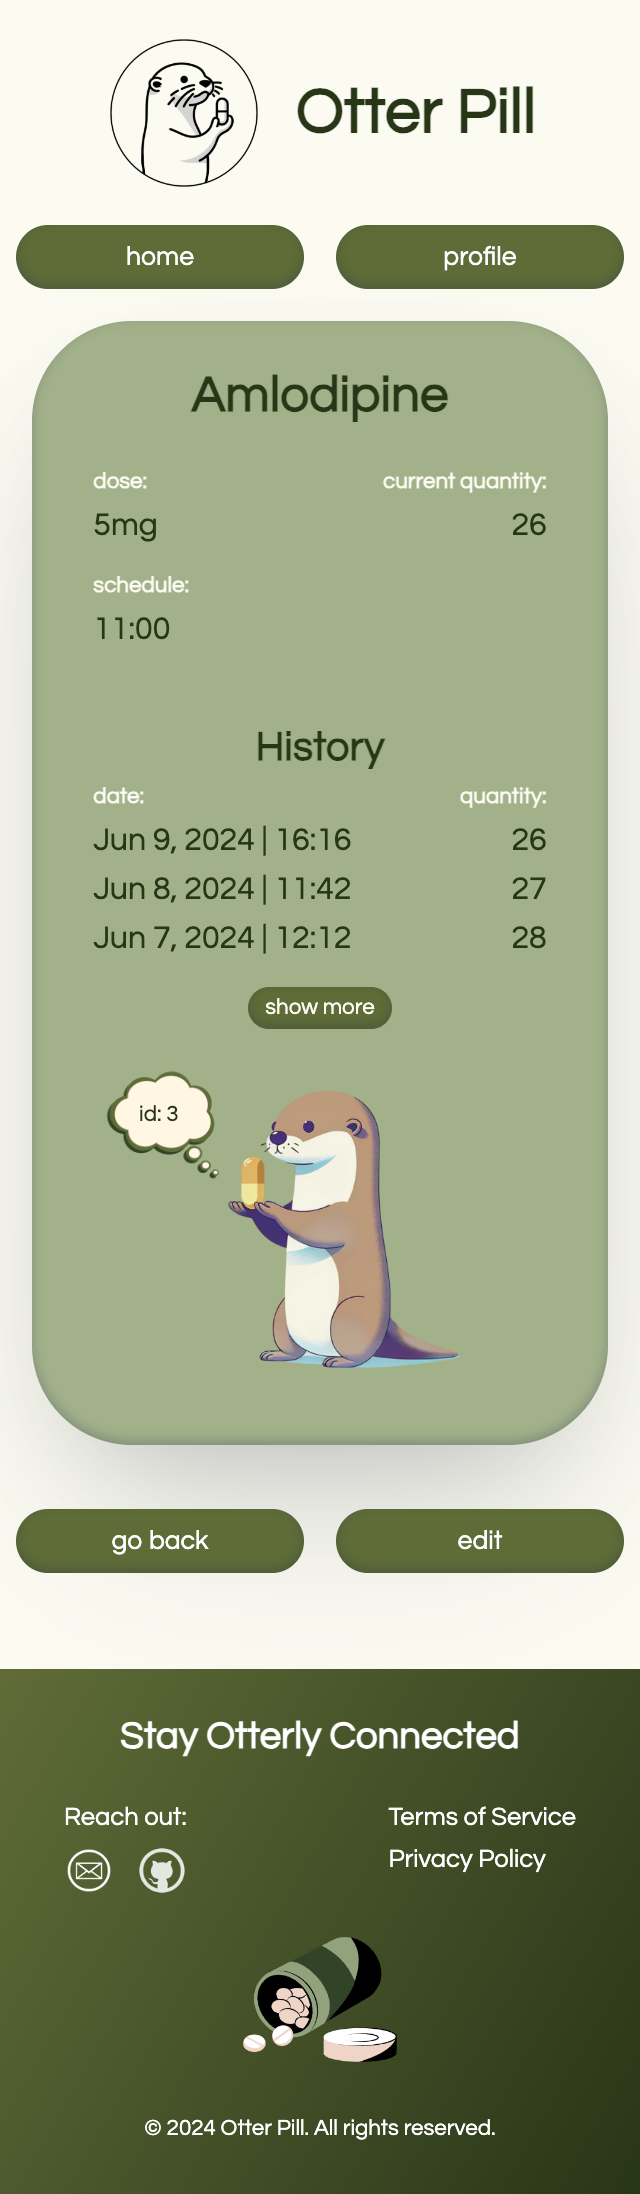 Otter Pill
home profile
Amlodipine
dose: current quantity:
5mg 26
schedule:
11:00
History
date: quantity:
Jun 9, 2024 | 16:16 26
Jun 8, 2024 | 11:42 27
Jun 7, 2024 | 12:12 28
show more
id: 3
go back edit
Stay Otterly Connected
Reach out: Terms of Service
Privacy Policy
© 2024 Otter Pill. All rights reserved.